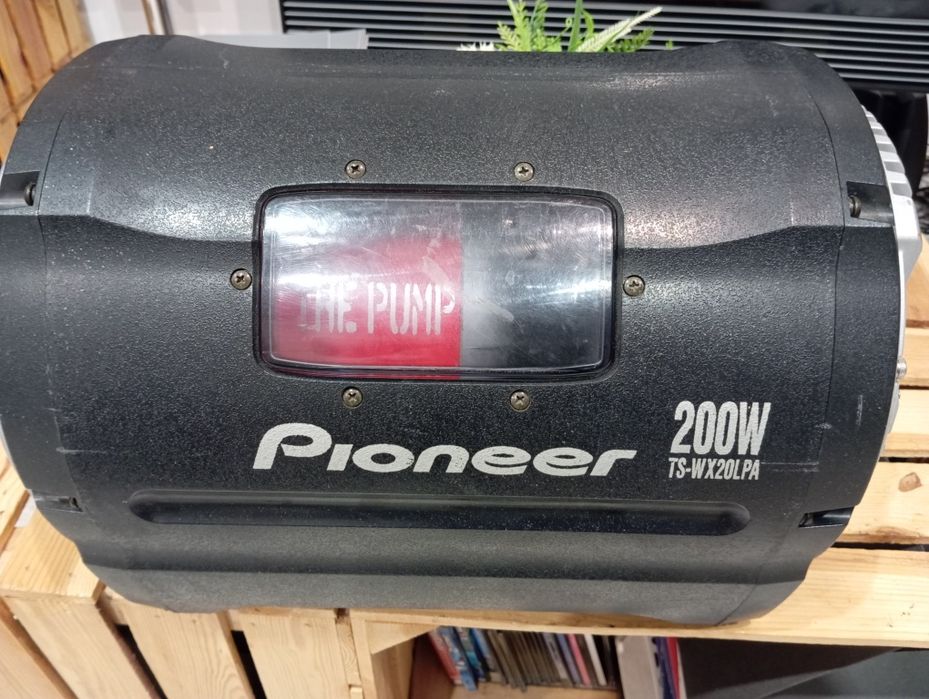 THE PUMP
Pioneer
200W
TS-WX20LPA